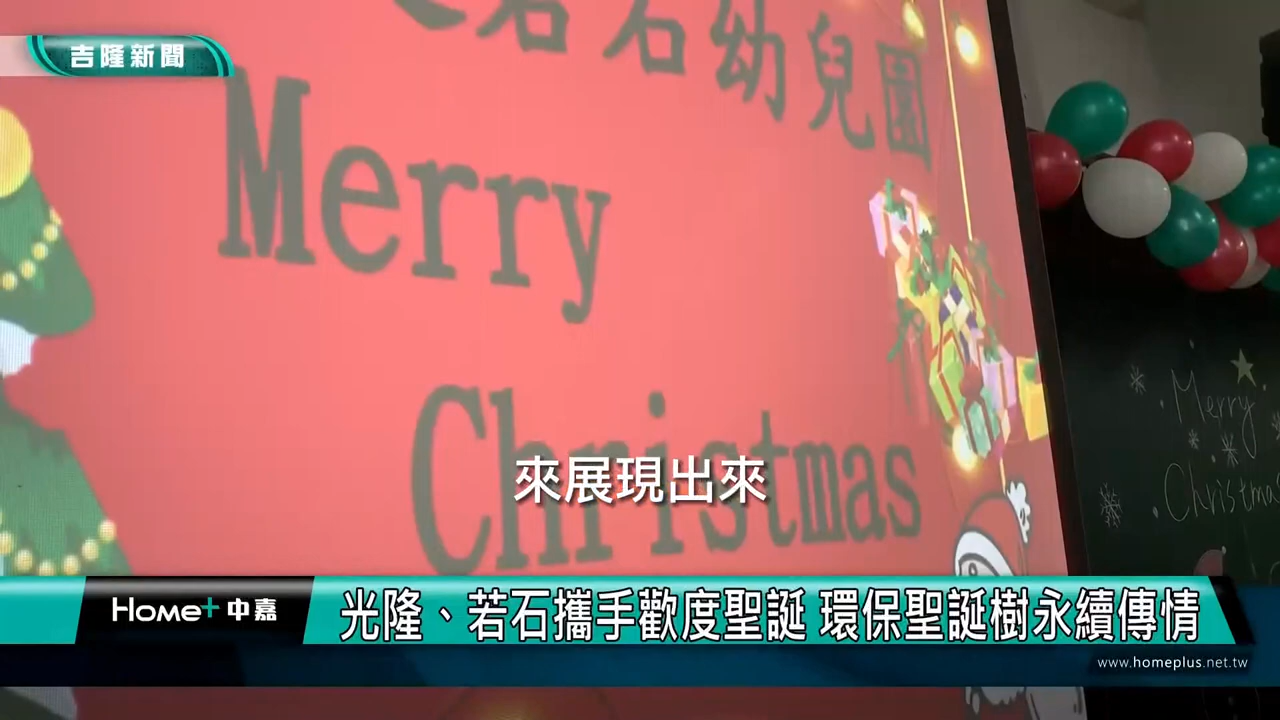 吉隆新聞
若石幼兒園
Merry
Christmas
Merry
來展現出來
光隆、若石攜手歡度聖誕 環保聖誕樹永續傳情
Home+中嘉
www.homeplus.net.tw